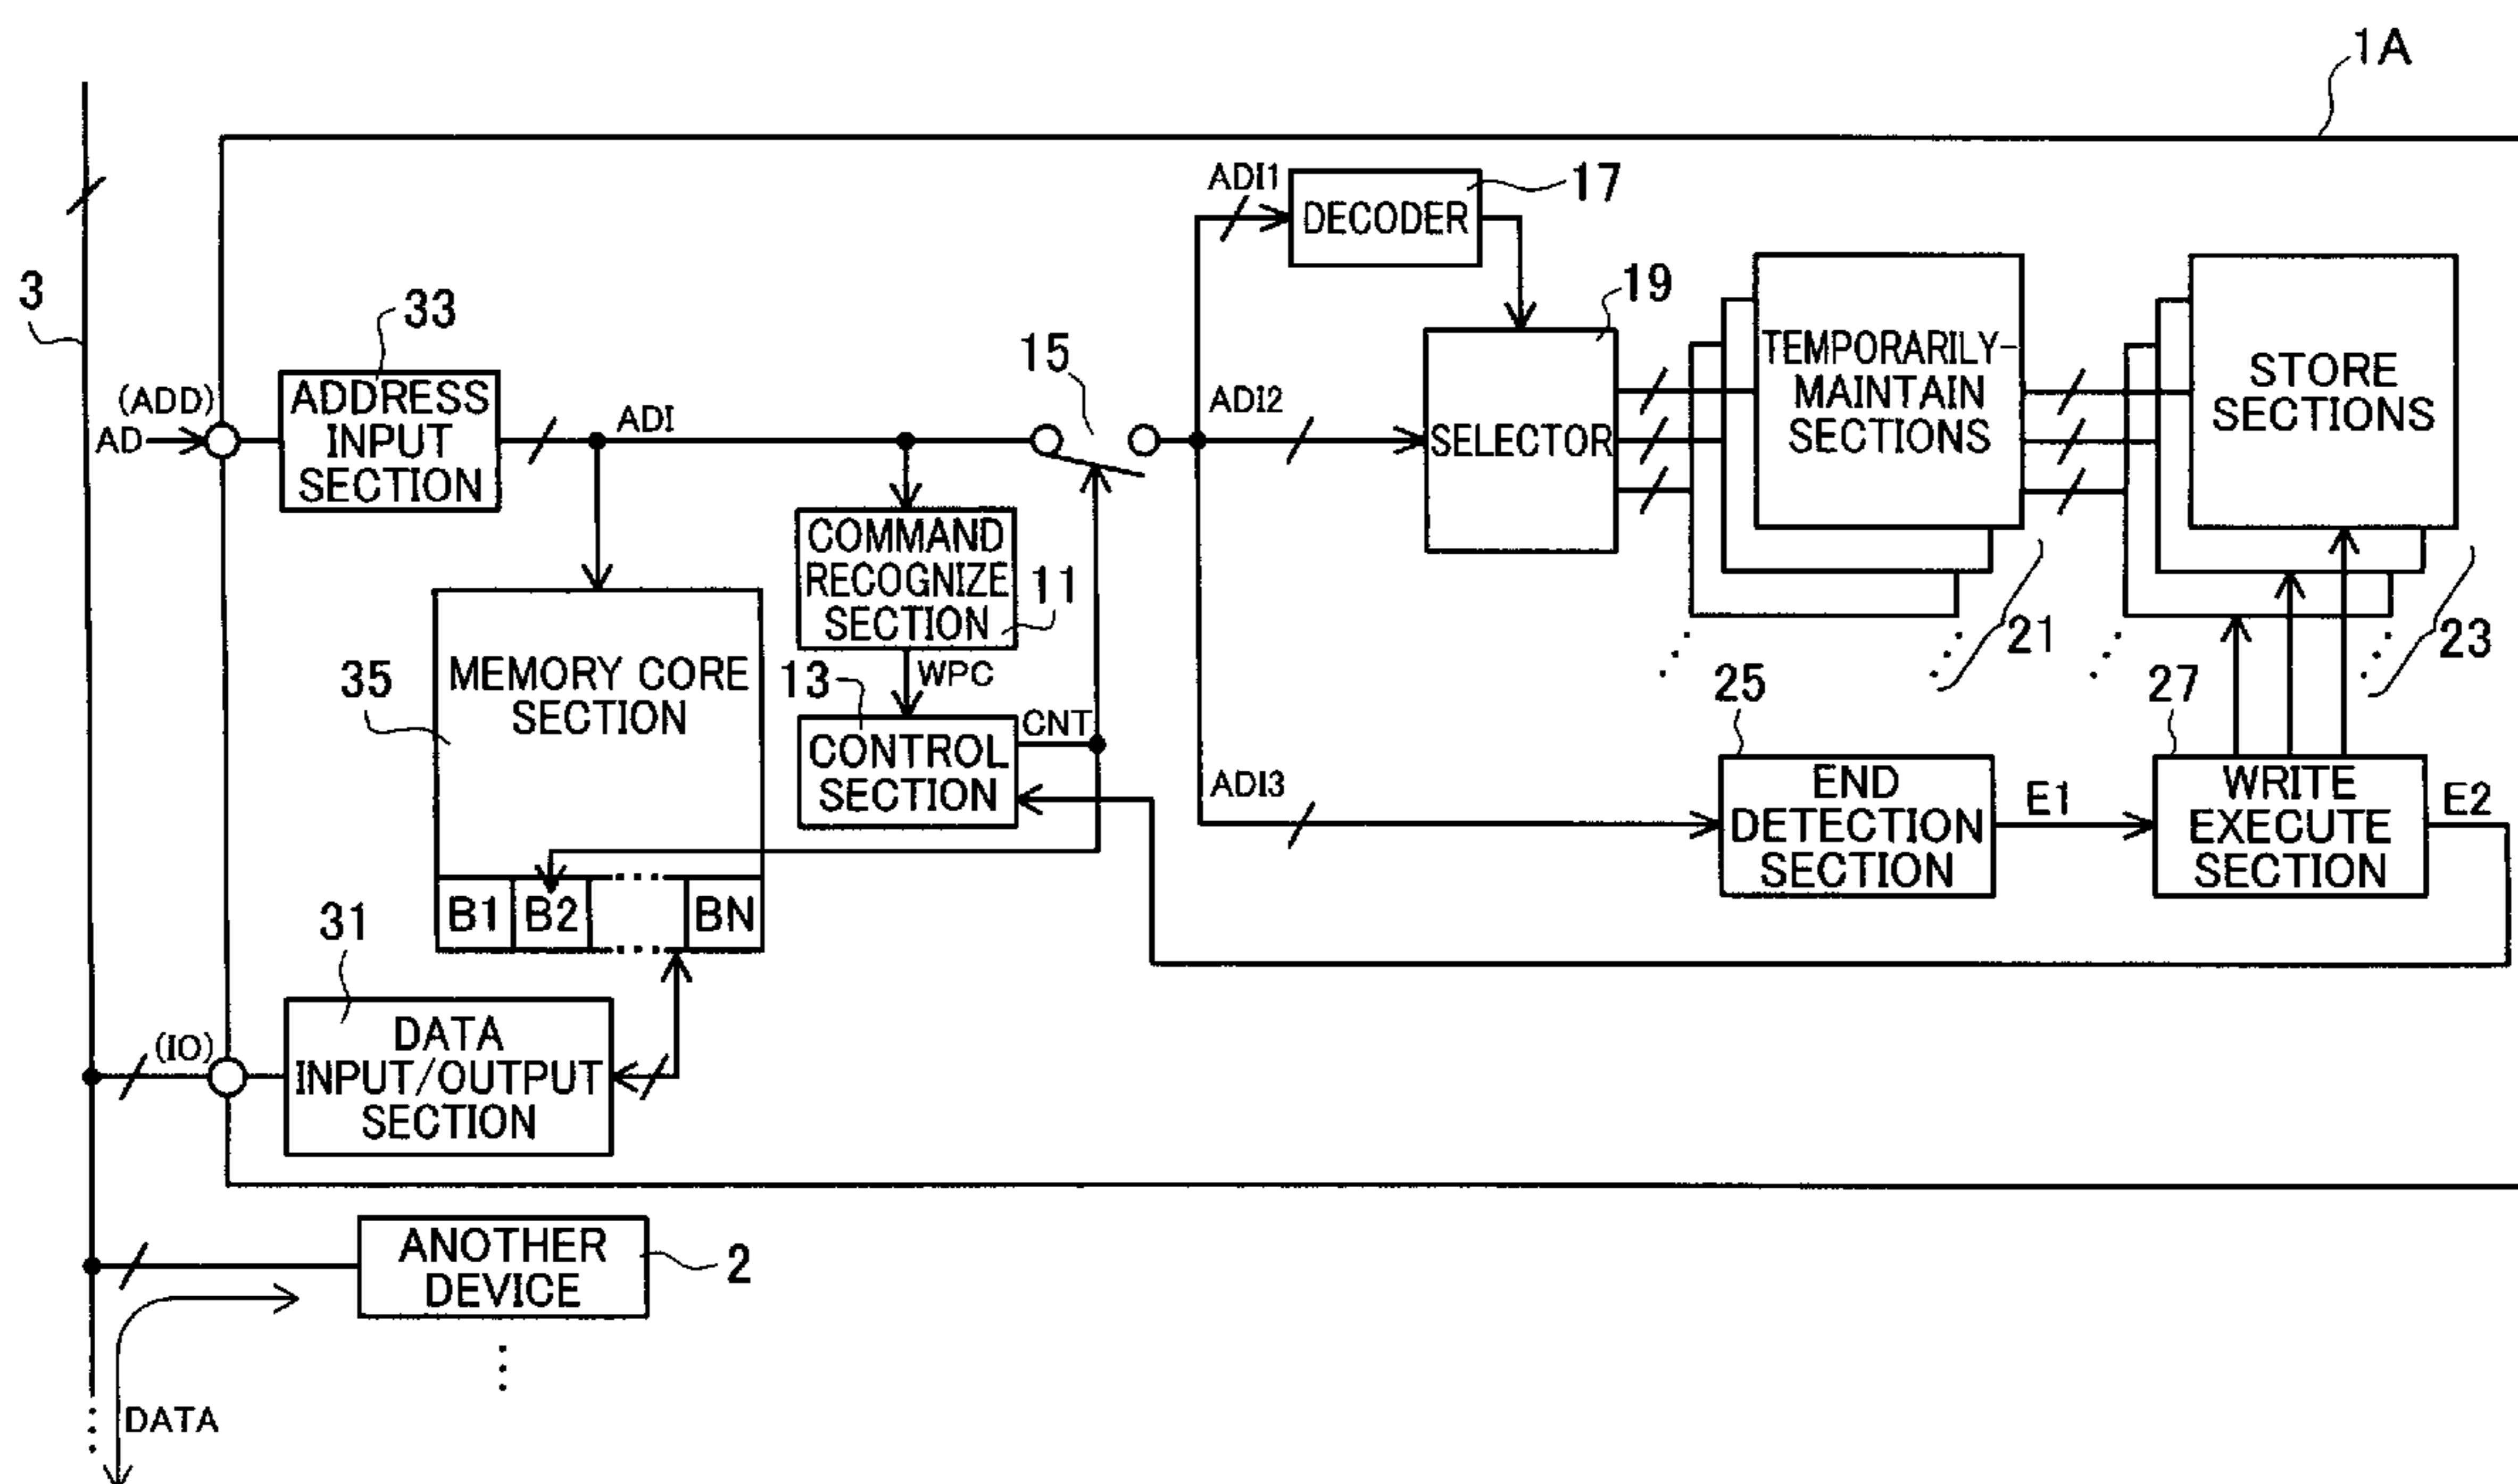 1A
ADI1
17
DECODER
3
33
19
15
(ADD)
AD
ADDRESS
INPUT
SECTION
ADI
ADI2
SELECTOR
TEMPORARILY-
MAINTAIN
SECTIONS
STORE
SECTIONS
COMMAND
RECOGNIZE
SECTION
11
21
23
35
MEMORY CORE
SECTION
13
WPC
CNT
CONTROL
SECTION
25
27
ADI3
END
DETECTION
SECTION
E1
WRITE
EXECUTE
SECTION
E2
B1
B2
BN
31
(IO)
DATA
INPUT/OUTPUT
SECTION
ANOTHER
DEVICE
2
DATA